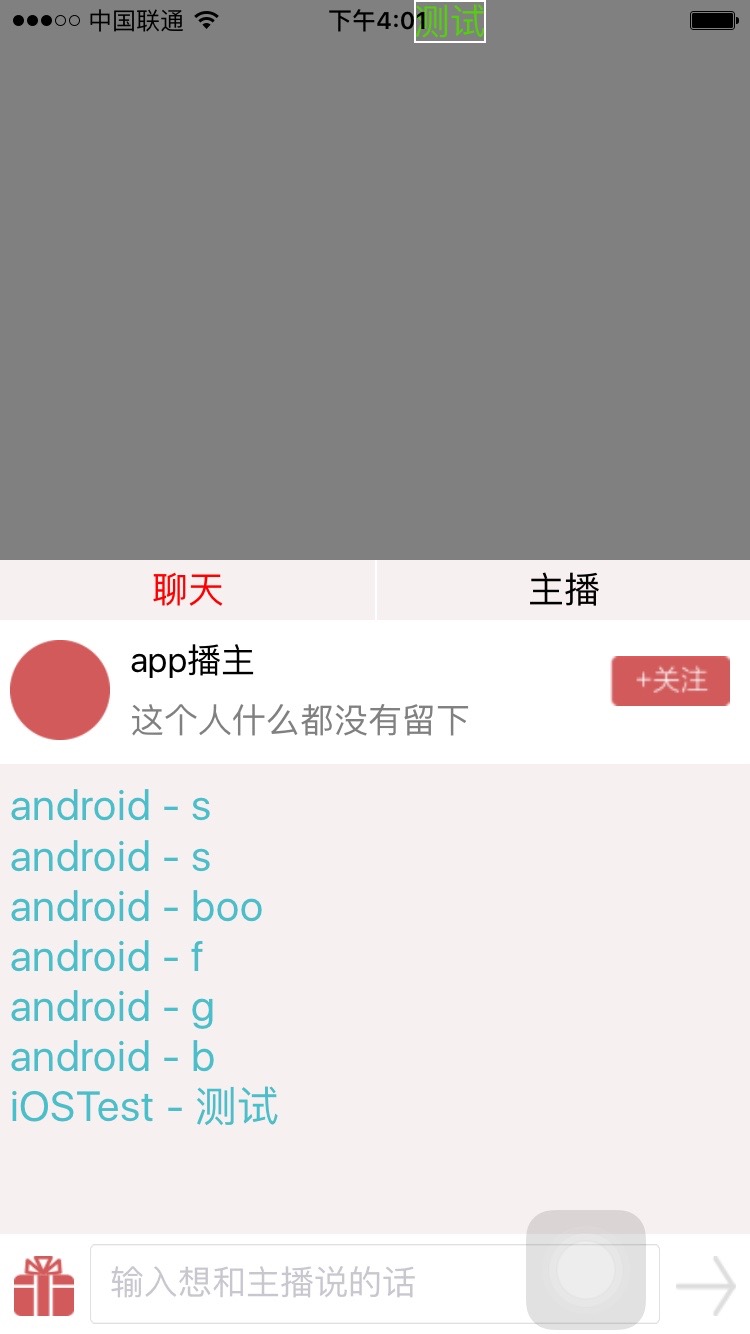 中国联通
下午4:01
测试
聊天
主播
app播主
+关注
这个人什么都没有留下
android - s
android - s
android - boo
android - f
android - g
android - b
iOSTest - 测试
输入想和主播说的话